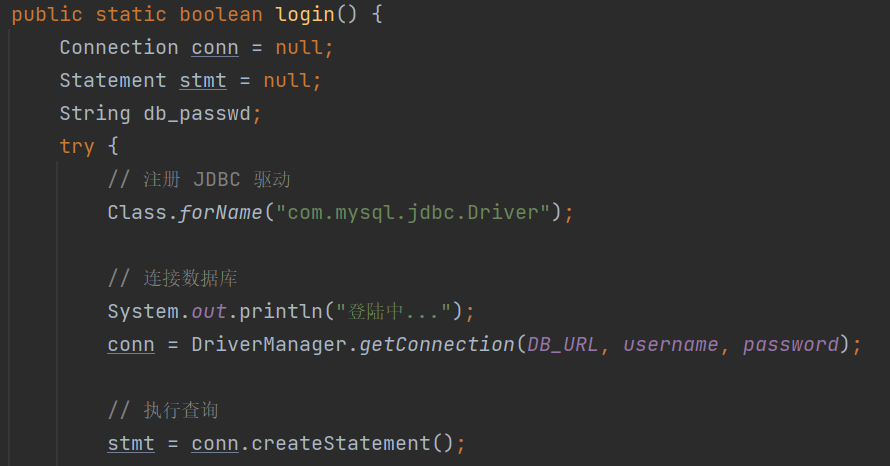 public static boolean login() {
Connection conn = null;
Statement stmt = null;
String db_passwd;
try {
// 注册 JDBC 驱动
Class.forName("com.mysql.jdbc.Driver");
// 连接数据库
System.out.println("登陆中...");
conn = DriverManager.getConnection(DB_URL, username, password);
// 执行查询
stmt = conn.createStatement();